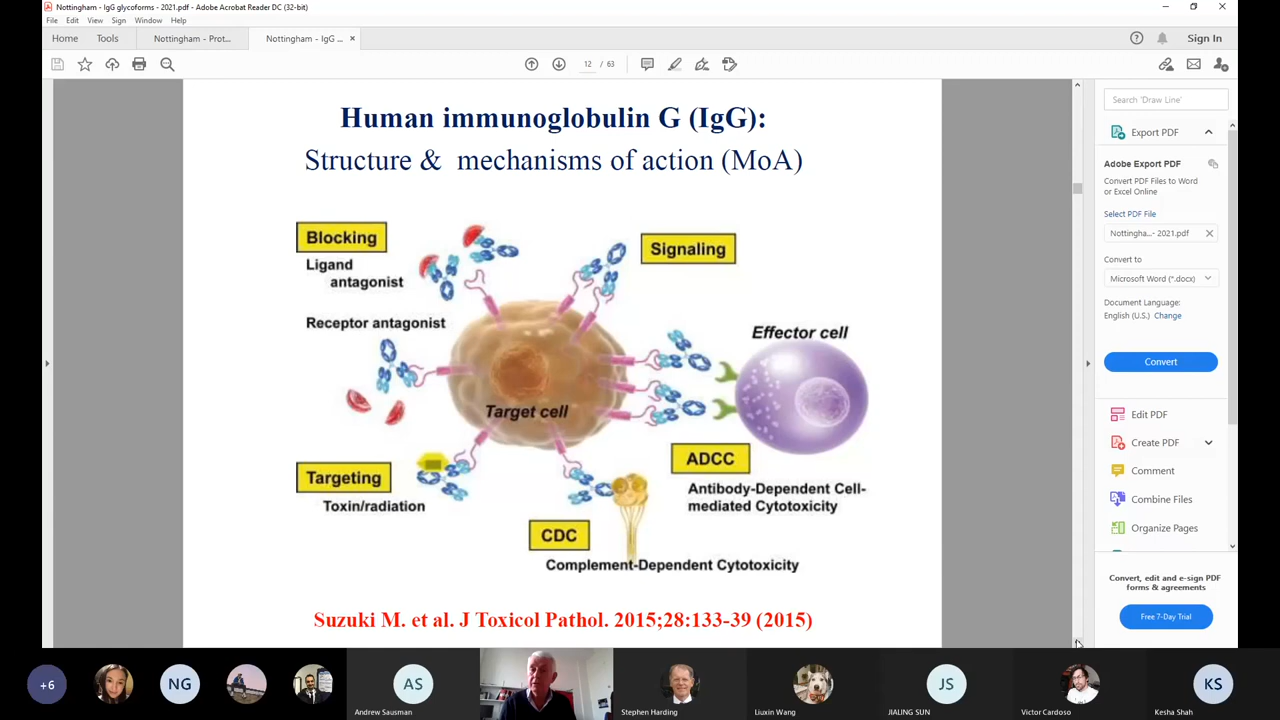 Nottingham - IgG glycoforms - 2021.pdf - Adobe Acrobat Reader DC (32-bit)
File Edit View Sign Window Help
Home Tools Nottingham - Prot... Nottingham - IgG ... × Sign In
12 / 63
Human immunoglobulin G (IgG):
Structure & mechanisms of action (MoA)
Blocking
Ligand
antagonist
Receptor antagonist
Signaling
Effector cell
Target cell
Targeting
Toxin/radiation
ADCC
Antibody-Dependent Cell-
mediated Cytotoxicity
CDC
Complement-Dependent Cytotoxicity
Suzuki M. et al. J Toxicol Pathol. 2015;28:133-39 (2015)
Search 'Draw Line'
Export PDF
Adobe Export PDF
Convert PDF Files to Word
or Excel Online
Select PDF File
Nottingha...- 2021.pdf
Convert to
Microsoft Word (*.docx)
Document Language:
English (U.S.) Change
Convert
Edit PDF
Create PDF
Comment
Combine Files
Organize Pages
Convert, edit and e-sign PDF
forms & agreements
Free 7-Day Trial
+6
NG
AS
JS
KS
Andrew Sausman
Stephen Harding
Liuxin Wang
JIALING SUN
Victor Cardoso
Kesha Shah